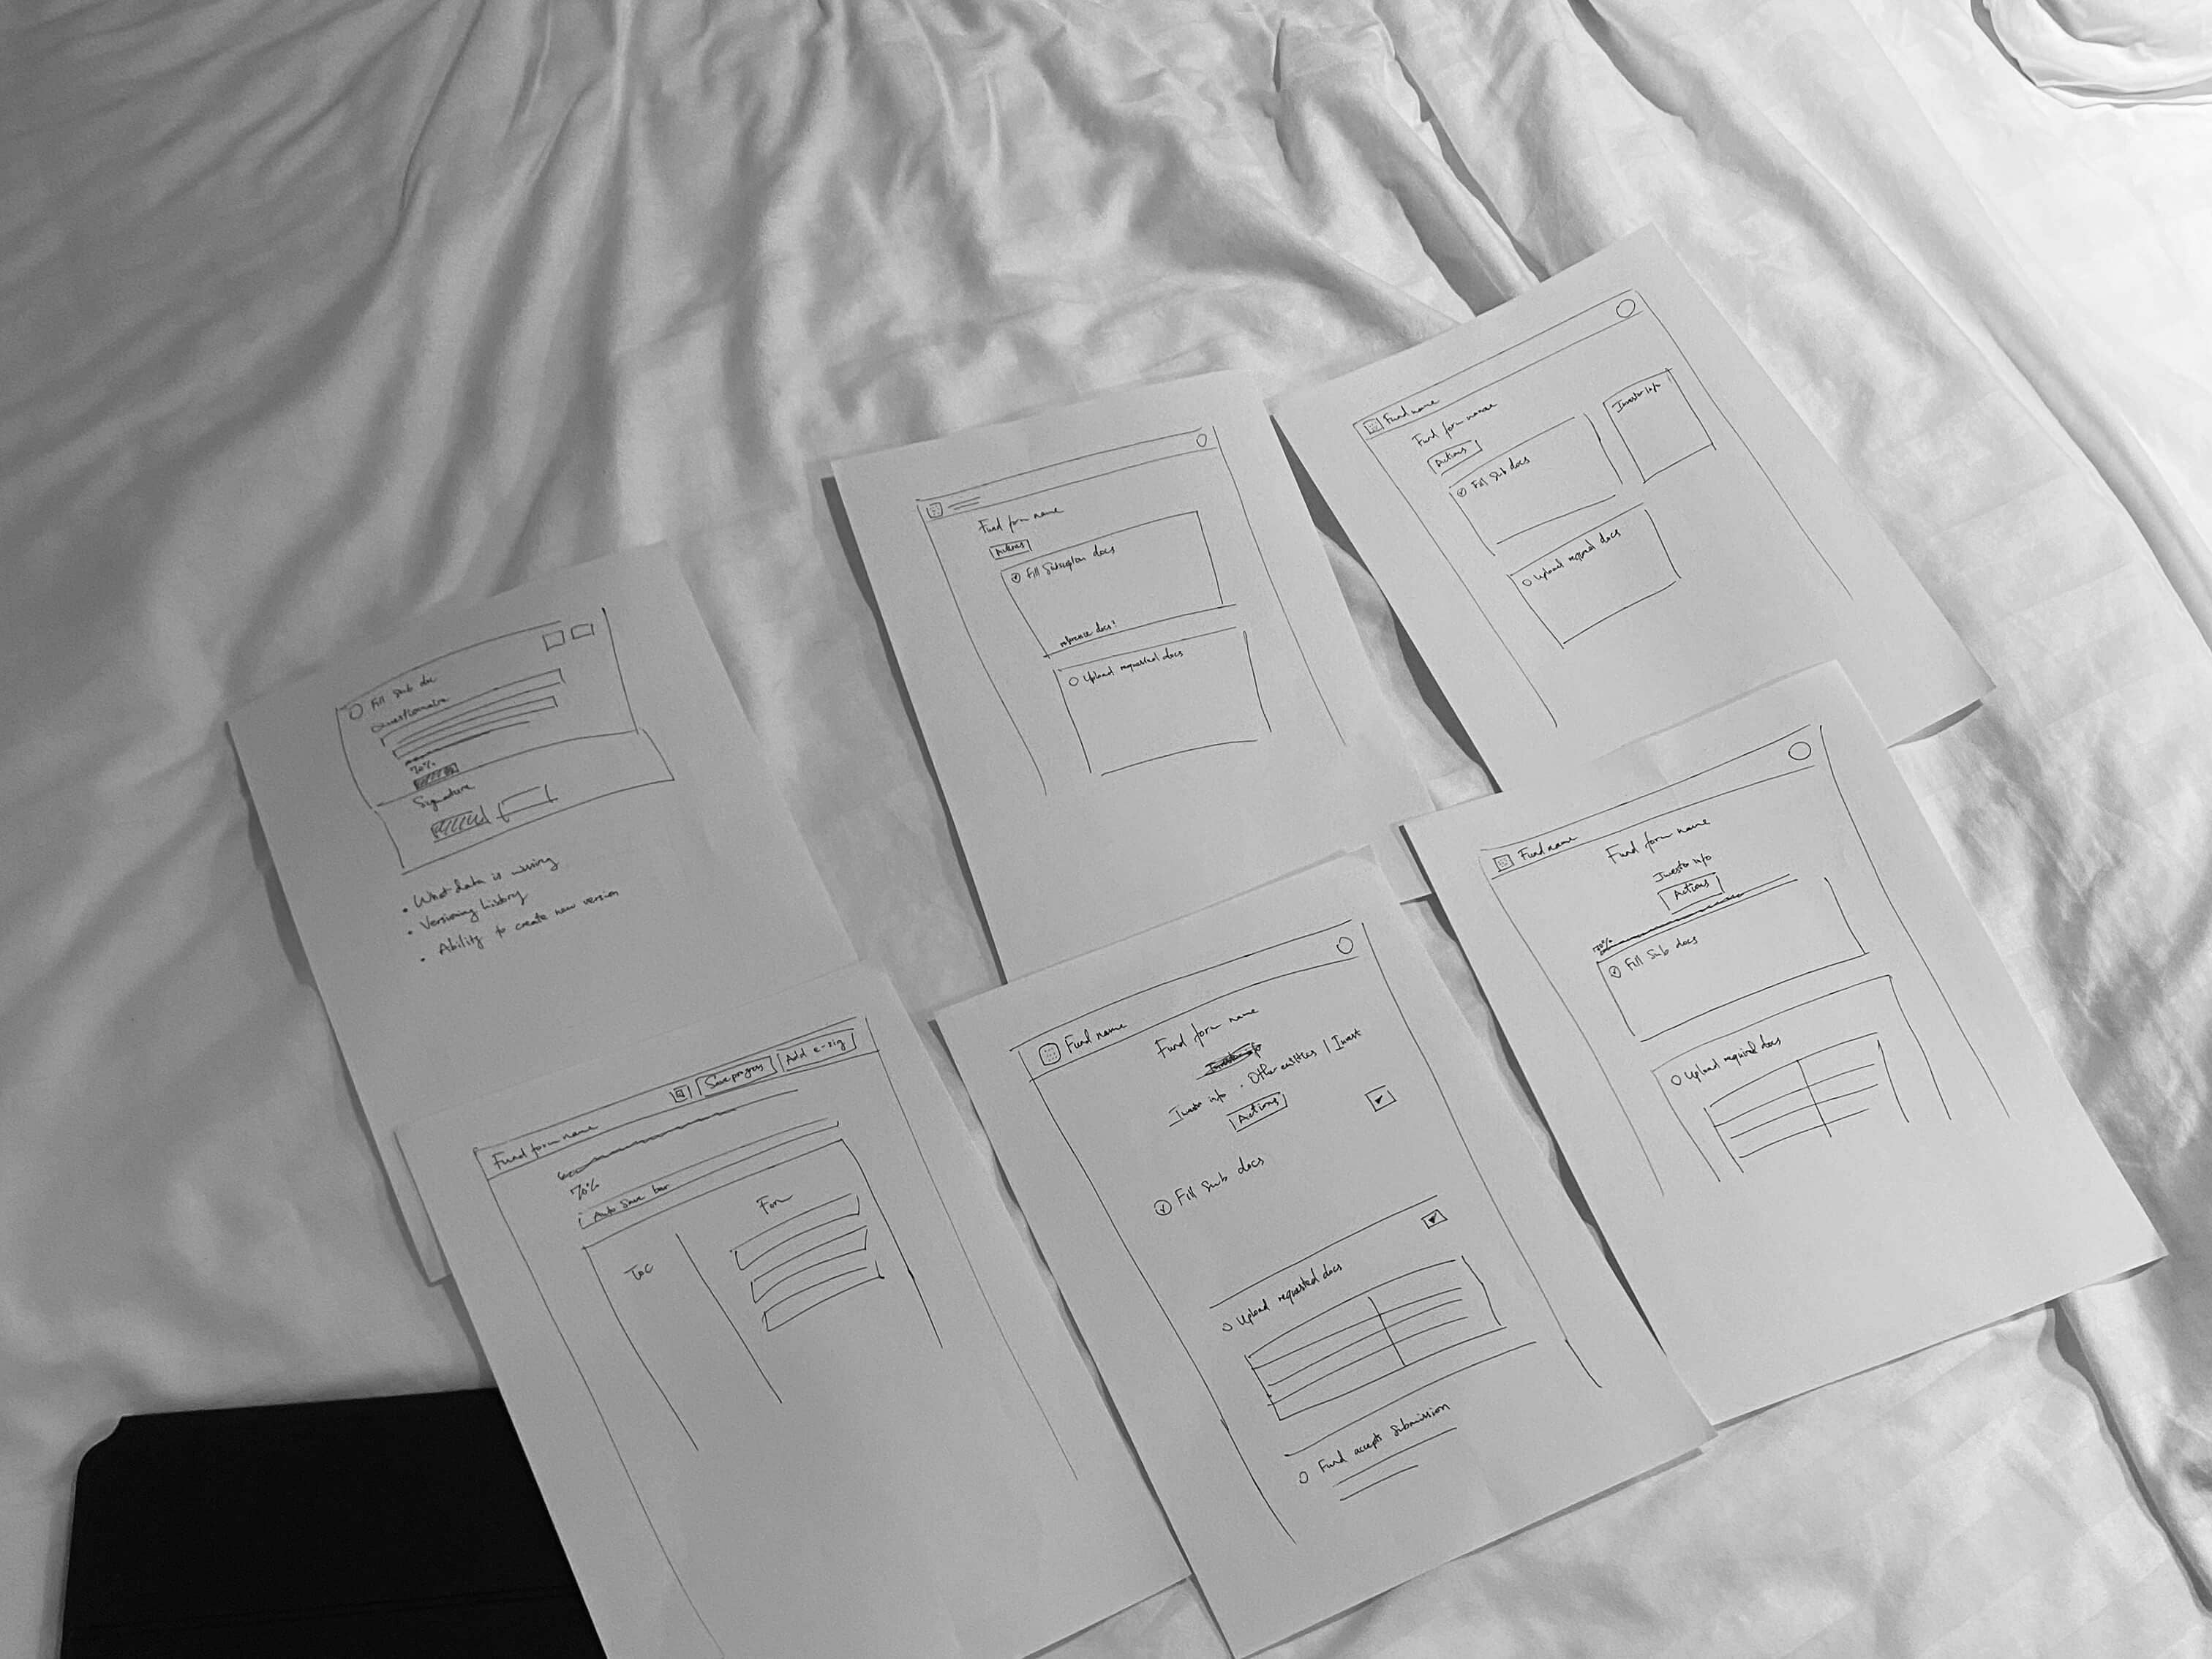 Fill sub doc
Questionnaire
70%
Signature
• What data is missing
• Versioning history
• Ability to create new version
Fund form name
Actions
Fill subscription docs
reference docs?
Upload requested docs
Fund name
Fund form name
Actions
Fill sub docs
Upload requested docs
Investor info
Fund form name
Save progress
Add e-sig
70%
Auto save bar
ToC
Form
Fund name
Fund form name
Investor info • Other entities | Invest
Actions
Fill sub docs
Upload requested docs
Fund accepts submission
Fund name
Fund form name
Investor info
Actions
70%
Fill sub docs
Upload required docs